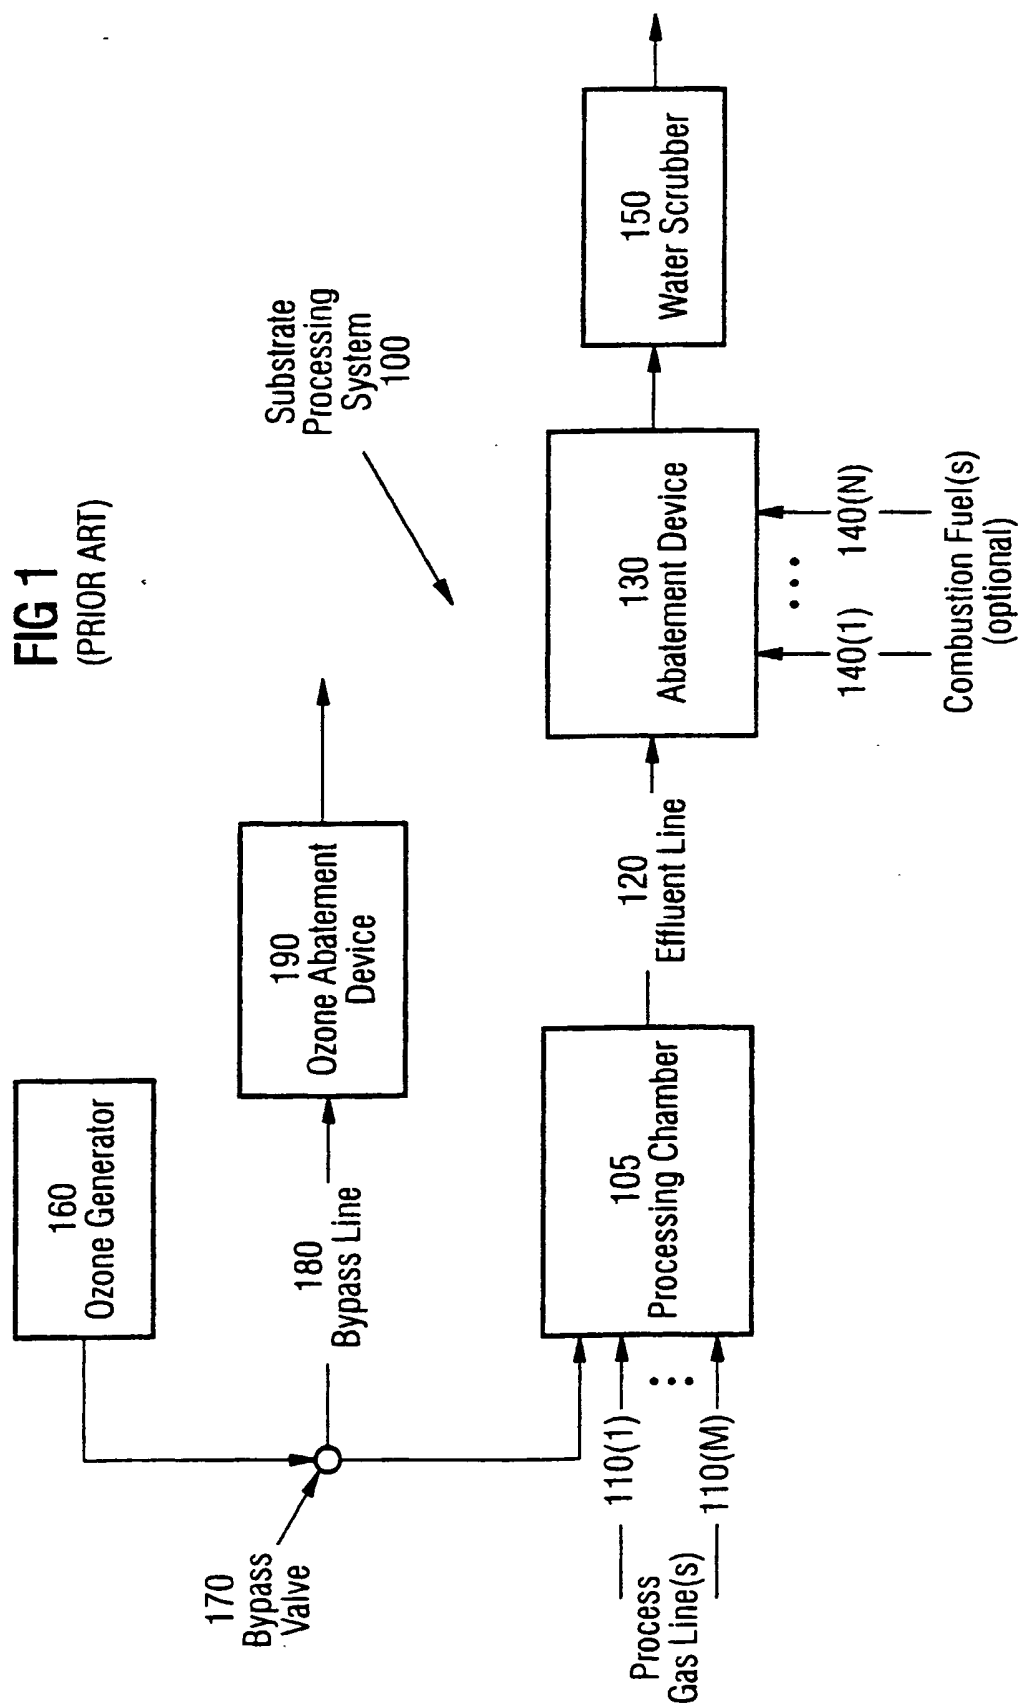 FIG 1
(PRIOR ART)
Substrate
Processing
System
100
160
Ozone Generator
170
Bypass
Valve
180
Bypass Line
190
Ozone Abatement
Device
Process
Gas Line(s)
110(1)
110(M)
105
Processing Chamber
120
Effluent Line
130
Abatement Device
140(1)
140(N)
Combustion Fuel(s)
(optional)
150
Water Scrubber